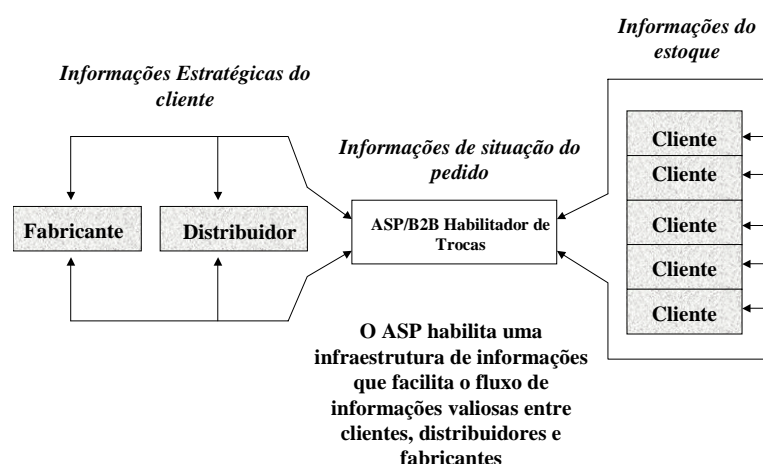 Informações do
estoque
Informações Estratégicas do
cliente
Informações de situação do
pedido
Fabricante
Distribuidor
ASP/B2B Habilitador de
Trocas
Cliente
Cliente
Cliente
Cliente
Cliente
O ASP habilita uma
infraestrutura de informações
que facilita o fluxo de
informações valiosas entre
clientes, distribuidores e
fabricantes